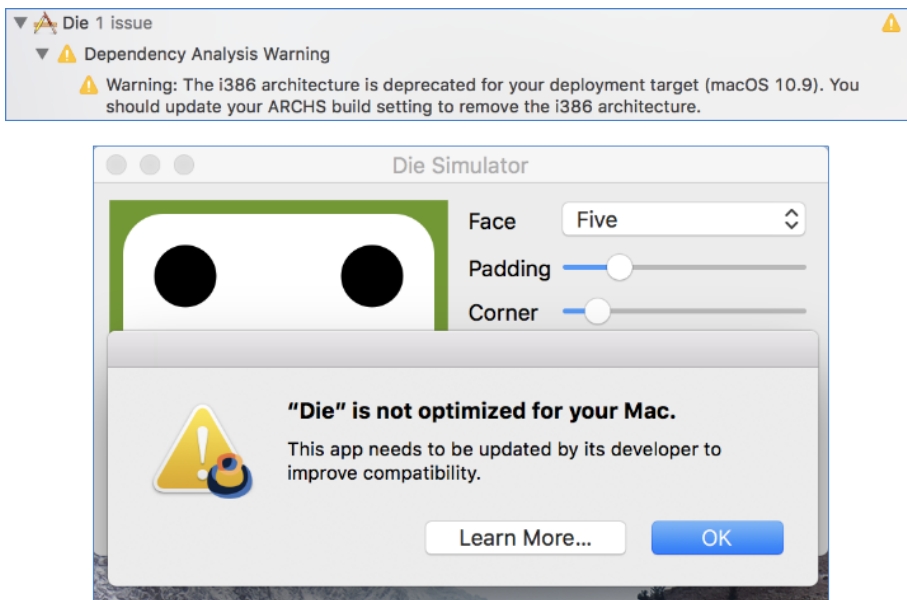 Die 1 issue
Dependency Analysis Warning
Warning: The i386 architecture is deprecated for your deployment target (macOS 10.9). You
should update your ARCHS build setting to remove the i386 architecture.
Die Simulator
Face
Five
Padding
Corner
“Die” is not optimized for your Mac.
This app needs to be updated by its developer to
improve compatibility.
Learn More...
OK